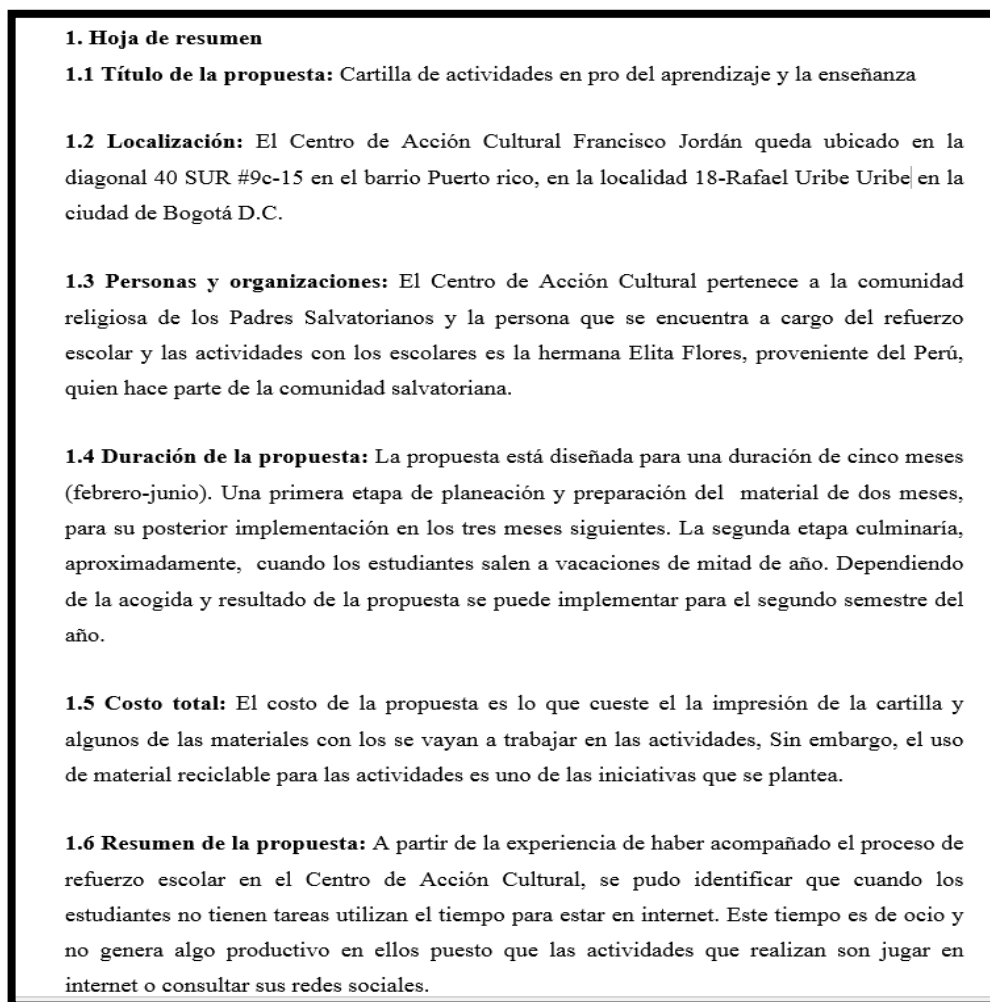 1. Hoja de resumen
1.1 Título de la propuesta: Cartilla de actividades en pro del aprendizaje y la enseñanza
1.2 Localización: El Centro de Acción Cultural Francisco Jordán queda ubicado en la
diagonal 40 SUR #9c-15 en el barrio Puerto rico, en la localidad 18-Rafael Uribe Uribe en la
ciudad de Bogotá D.C.
1.3 Personas y organizaciones: El Centro de Acción Cultural pertenece a la comunidad
religiosa de los Padres Salvatorianos y la persona que se encuentra a cargo del refuerzo
escolar y las actividades con los escolares es la hermana Elita Flores, proveniente del Perú,
quien hace parte de la comunidad salvatoriana.
1.4 Duración de la propuesta: La propuesta está diseñada para una duración de cinco meses
(febrero-junio). Una primera etapa de planeación y preparación del material de dos meses,
para su posterior implementación en los tres meses siguientes. La segunda etapa culminaría,
aproximadamente, cuando los estudiantes salen a vacaciones de mitad de año. Dependiendo
de la acogida y resultado de la propuesta se puede implementar para el segundo semestre del
año.
1.5 Costo total: El costo de la propuesta es lo que cueste el la impresión de la cartilla y
algunos de las materiales con los se vayan a trabajar en las actividades, Sin embargo, el uso
de material reciclable para las actividades es uno de las iniciativas que se plantea.
1.6 Resumen de la propuesta: A partir de la experiencia de haber acompañado el proceso de
refuerzo escolar en el Centro de Acción Cultural, se pudo identificar que cuando los
estudiantes no tienen tareas utilizan el tiempo para estar en internet. Este tiempo es de ocio y
no genera algo productivo en ellos puesto que las actividades que realizan son jugar en
internet o consultar sus redes sociales.